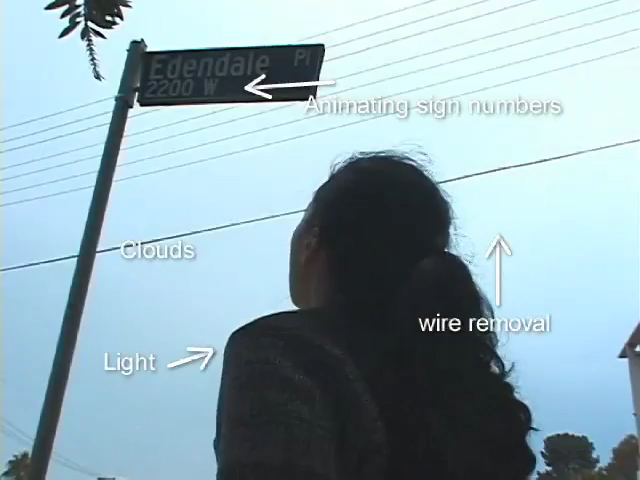 Edendale Pl
2200 W
Animating sign numbers
Clouds
wire removal
Light